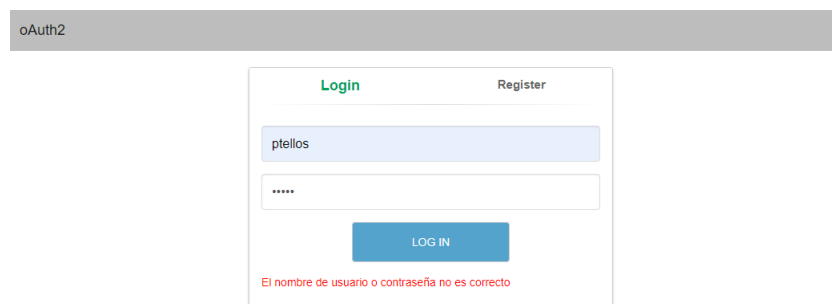 oAuth2
Login Register
ptellos
•••••
LOG IN
El nombre de usuario o contraseña no es correcto